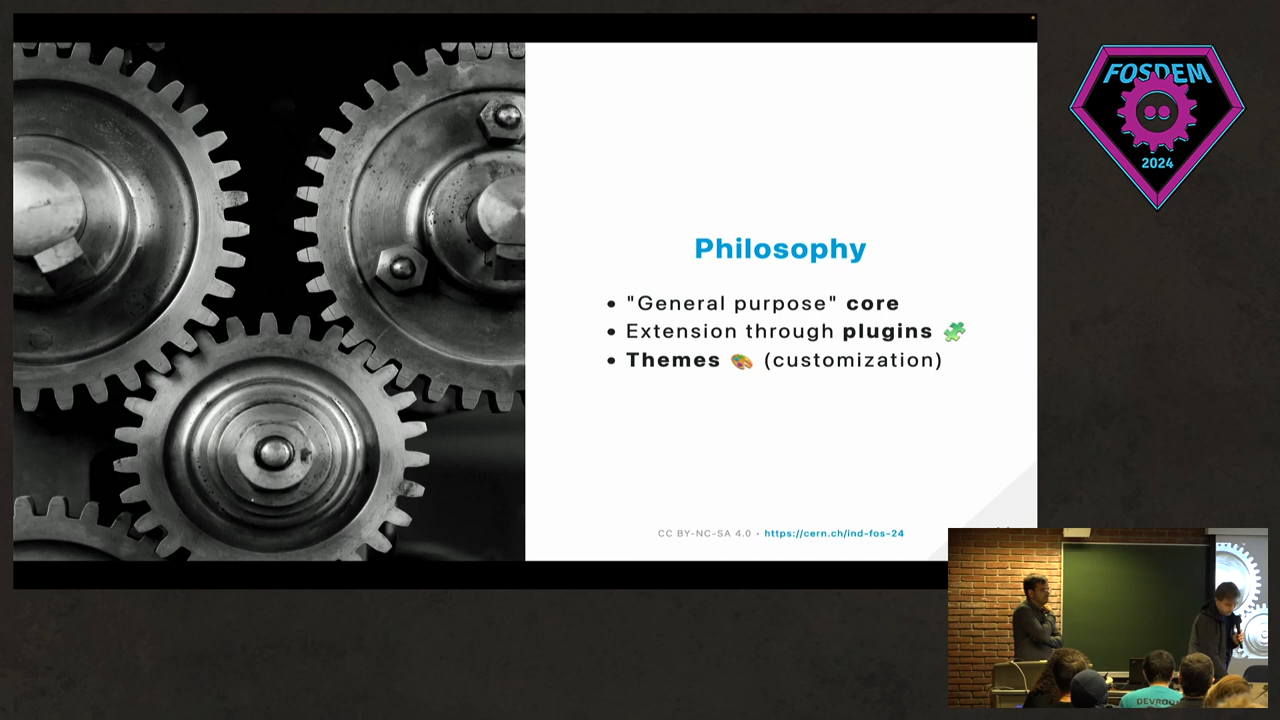 FOSDEM
2024
Philosophy
• "General purpose" core
• Extension through plugins 🧩
• Themes 🎨 (customization)
CC BY-NC-SA 4.0 • https://cern.ch/ind-fos-24
DEVROO